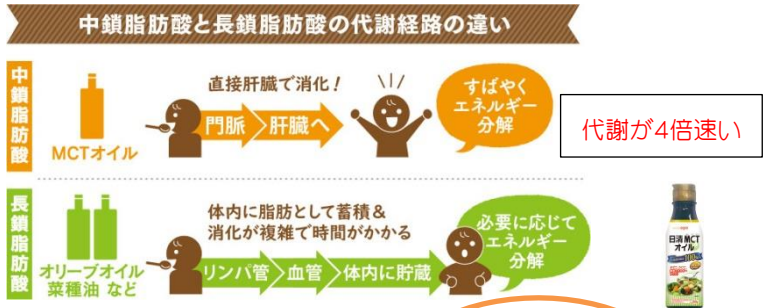 中鎖脂肪酸と長鎖脂肪酸の代謝経路の違い
中鎖脂肪酸
MCTオイル
直接肝臓で消化！
門脈
肝臓へ
すばやく
エネルギー
分解
代謝が4倍速い
長鎖脂肪酸
オリーブオイル
菜種油 など
体内に脂肪として蓄積＆
消化が複雑で時間がかかる
リンパ管
血管
体内に貯蔵
必要に応じて
エネルギー
分解
日清MCT
オイル